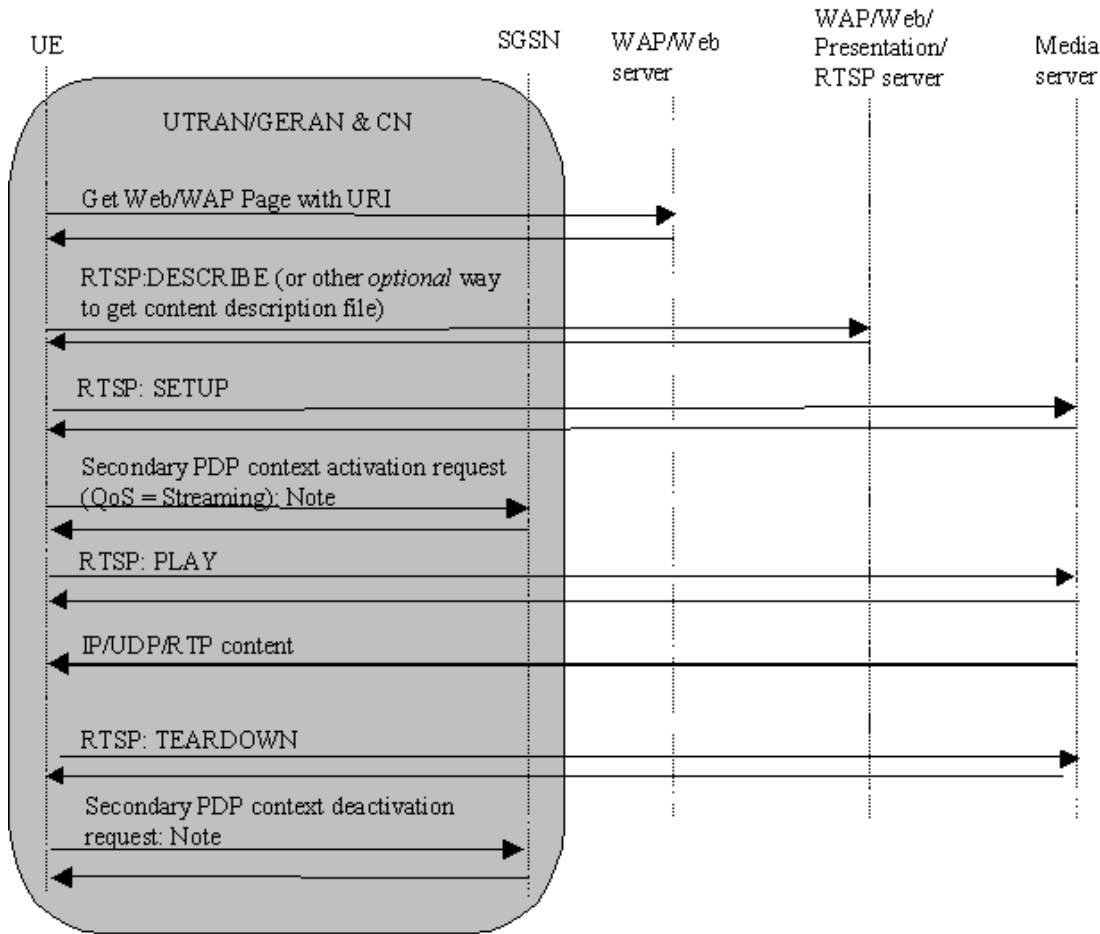 UE
SGSN
WAP/Web
server
WAP/Web/
Presentation/
RTSP server
Media
server
UTRAN/GERAN & CN
Get Web/WAP Page with URI
RTSP:DESCRIBE (or other optional way
to get content description file)
RTSP: SETUP
Secondary PDP context activation request
(QoS = Streaming): Note
RTSP: PLAY
IP/UDP/RTP content
RTSP: TEARDOWN
Secondary PDP context deactivation
request: Note